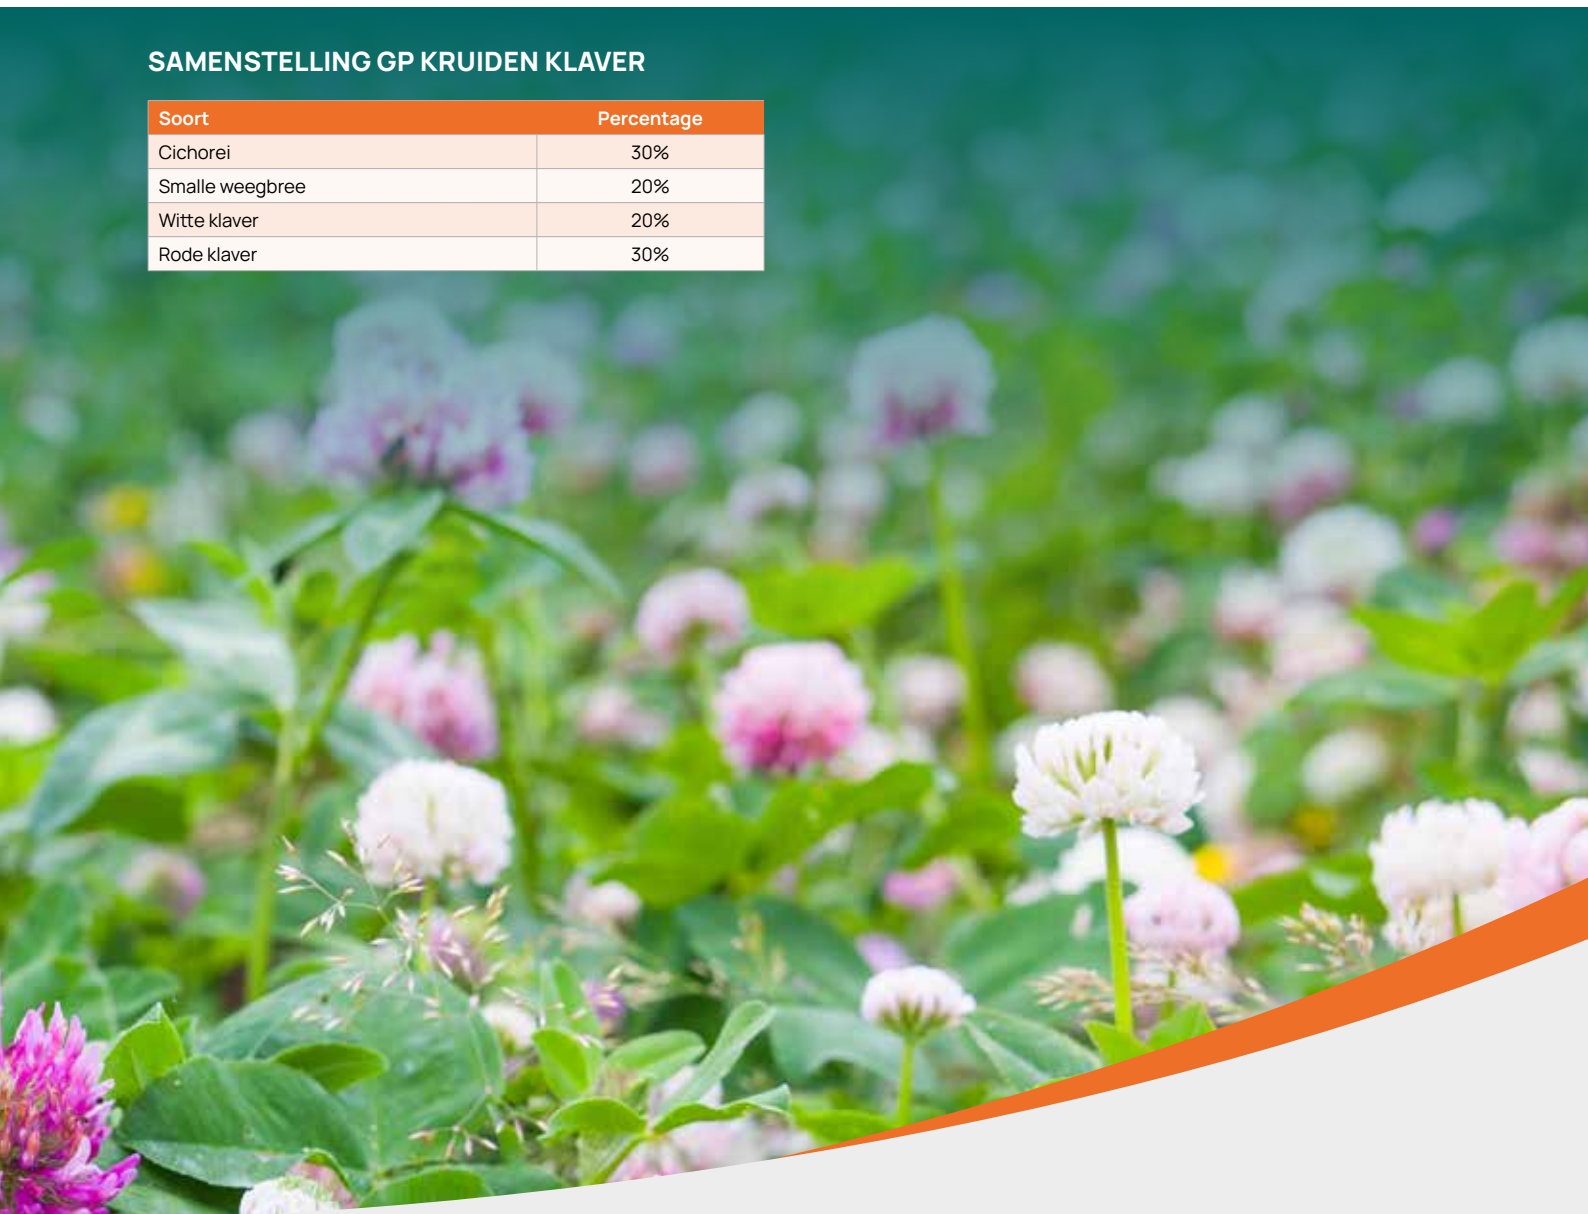 SAMENSTELLING GP KRUIDEN KLAVER
Soort Percentage
Cichorei 30%
Smalle weegbree 20%
Witte klaver 20%
Rode klaver 30%